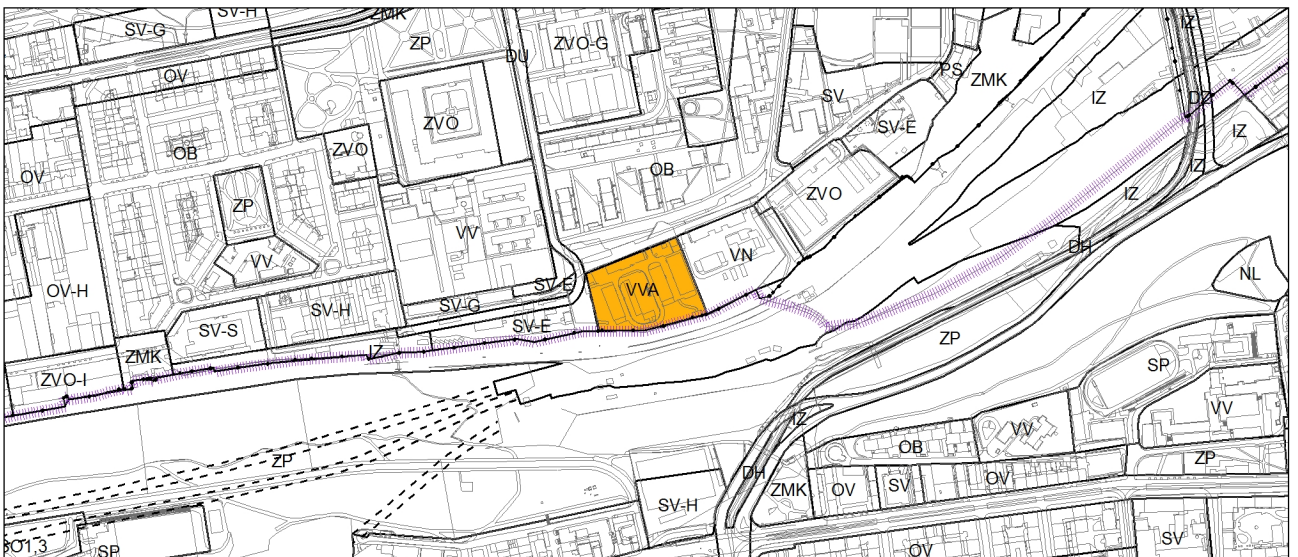 SV-G
SV-H
ZMK
ZP
DU
ZVO-G
OV
PS
ZMK
IZ
IZ
DZ
IZ
SV
SV-E
ZVO
ZVO
OB
OV
OB
ZVO
IZ
IZ
ZP
VV
VV
VN
DH
NL
OV-H
SV-E
VVA
SV-G
SV-H
SV-S
SV-E
ZMK
IZ
ZP
ZVO-I
SP
VV
IZ
VV
OB
ZP
ZP
DH
SV-H
ZMK
OV
SV
OV
SV
SO1,3
SP
OV